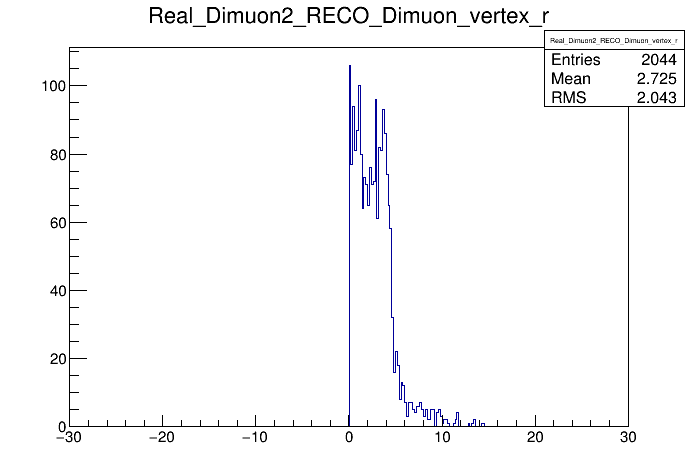 Real_Dimuon2_RECO_Dimuon_vertex_r
Real_Dimuon2_RECO_Dimuon_vertex_r
Entries 2044
Mean 2.725
RMS 2.043
100
80
60
40
20
0
−30 −20 −10 0 10 20 30